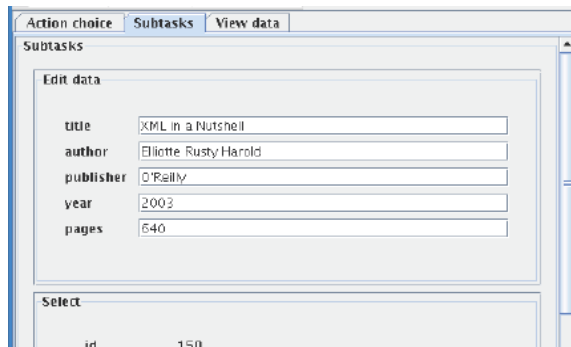 Action choice Subtasks View data
Subtasks
Edit data
title XML in a Nutshell
author Elliotte Rusty Harold
publisher O'Reilly
year 2003
pages 640
Select
id 150